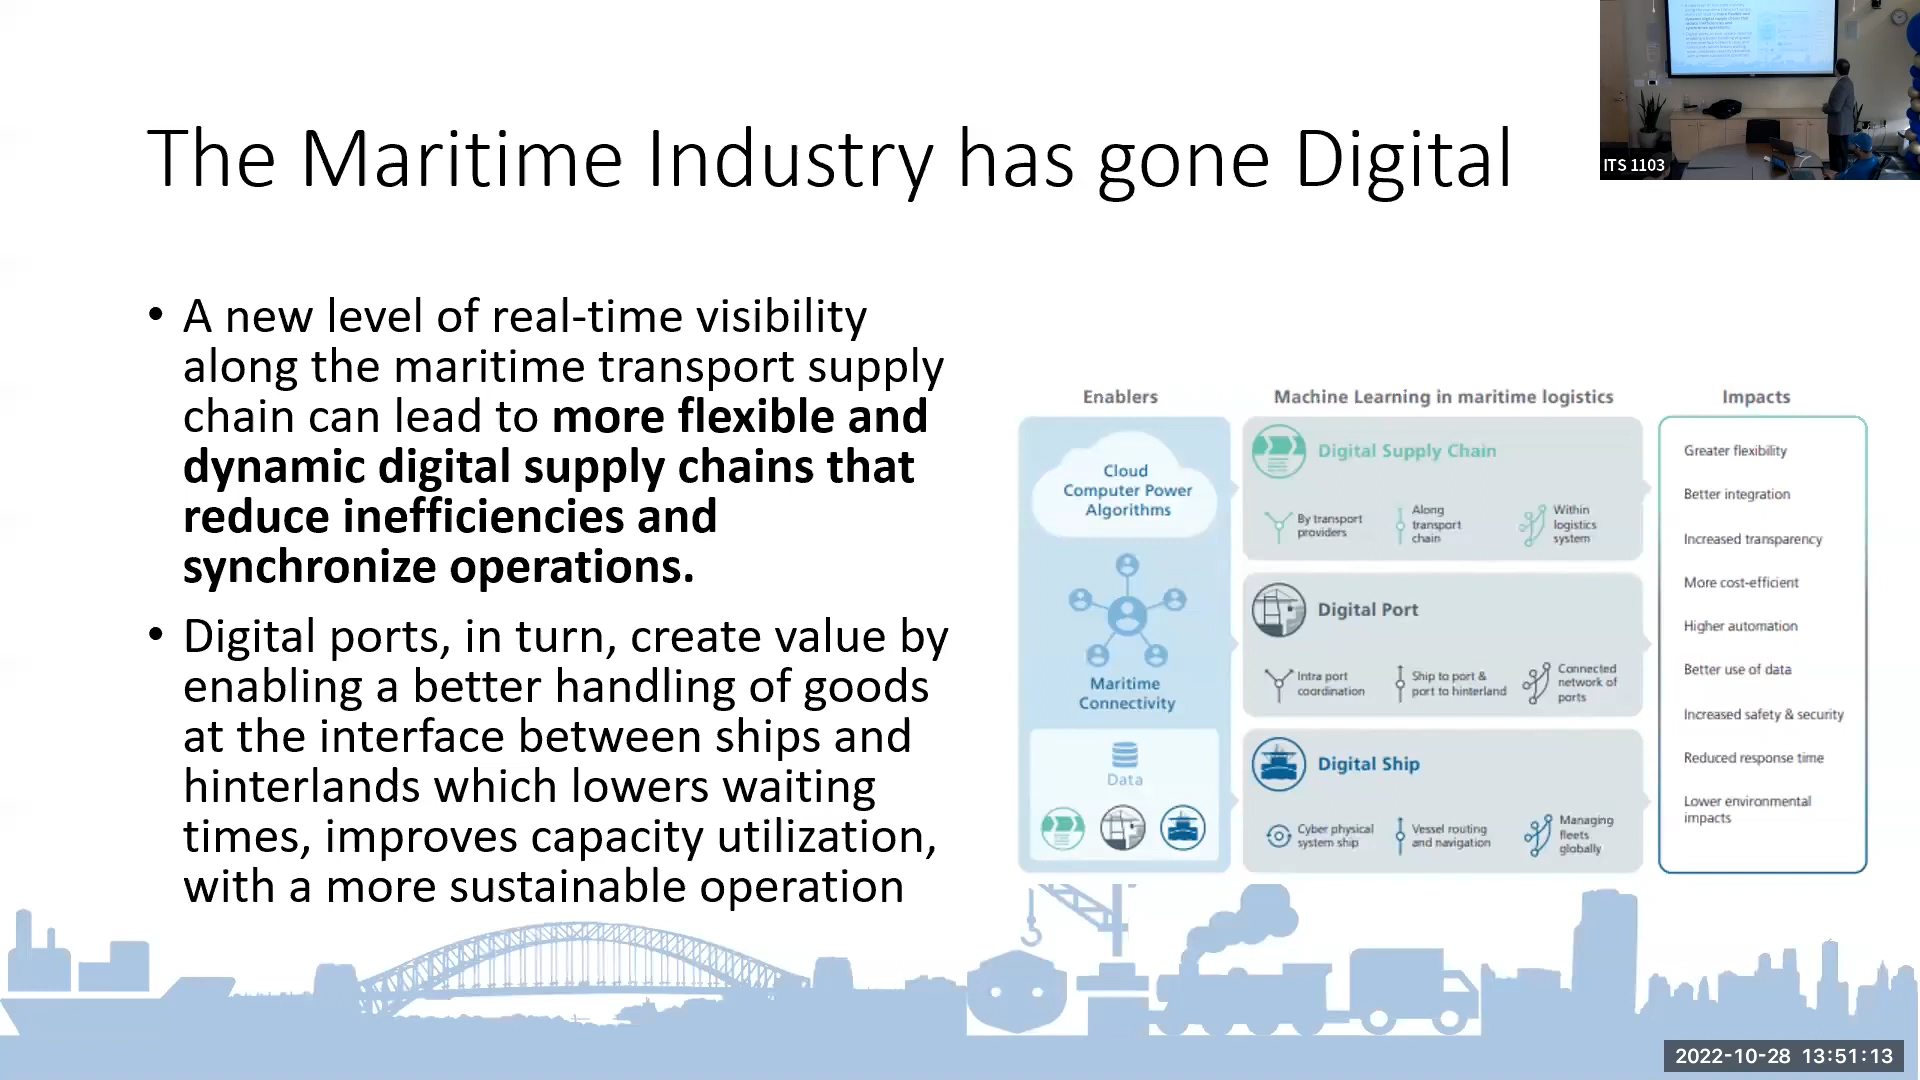 The Maritime Industry has gone Digital
ITS 1103
• A new level of real-time visibility
along the maritime transport supply
chain can lead to more flexible and
dynamic digital supply chains that
reduce inefficiencies and
synchronize operations.
• Digital ports, in turn, create value by
enabling a better handling of goods
at the interface between ships and
hinterlands which lowers waiting
times, improves capacity utilization,
with a more sustainable operation
Enablers
Cloud
Computer Power
Algorithms
Maritime
Connectivity
Data
Machine Learning in maritime logistics
Digital Supply Chain
By transport
providers
Along
transport
chain
Within
logistics
system
Digital Port
Intra port
coordination
Ship to port &
port to hinterland
Connected
network of
ports
Digital Ship
Cyber physical
system ship
Vessel routing
and navigation
Managing
fleets
globally
Impacts
Greater flexibility
Better integration
Increased transparency
More cost-efficient
Higher automation
Better use of data
Increased safety & security
Reduced response time
Lower environmental
impacts
2022-10-28 13:51:13